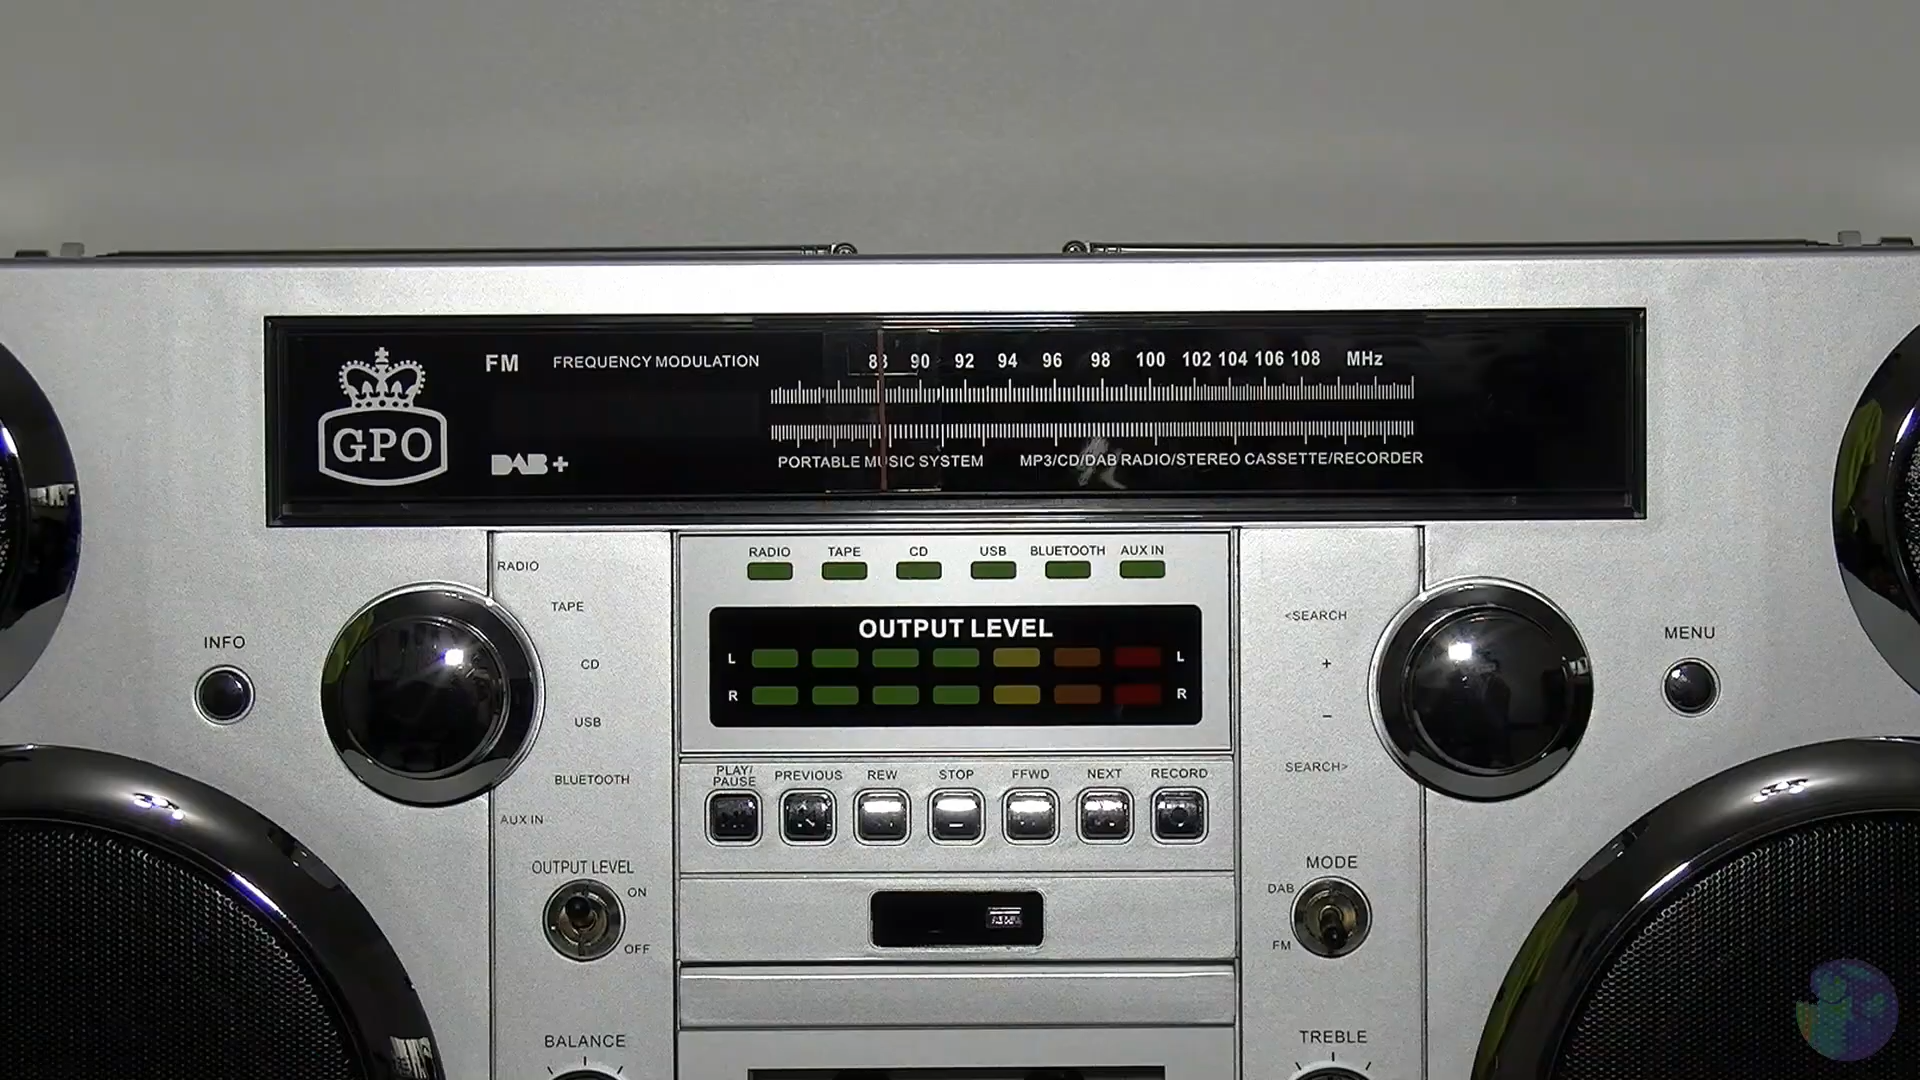 FM FREQUENCY MODULATION 88 90 92 94 96 98 100 102 104 106 108 MHz
GPO
DAB+
PORTABLE MUSIC SYSTEM MP3/CD/DAB RADIO/STEREO CASSETTE/RECORDER
RADIO TAPE CD USB BLUETOOTH AUX IN
RADIO
TAPE
CD
USB
BLUETOOTH
AUX IN
INFO
OUTPUT LEVEL
L L
R R
<SEARCH
+
−
SEARCH>
MENU
PLAY/PAUSE PREVIOUS REW STOP FFWD NEXT RECORD
OUTPUT LEVEL
ON
OFF
MODE
DAB
FM
BALANCE
TREBLE